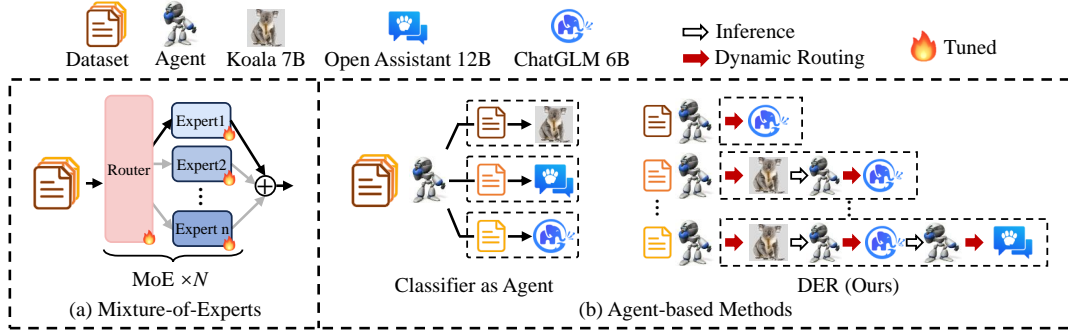 Dataset
Agent
Koala 7B
Open Assistant 12B
ChatGLM 6B
Inference
Dynamic Routing
Tuned
Router
Expert1
Expert2
Expert n
MoE ×N
(a) Mixture-of-Experts
Classifier as Agent
DER (Ours)
(b) Agent-based Methods